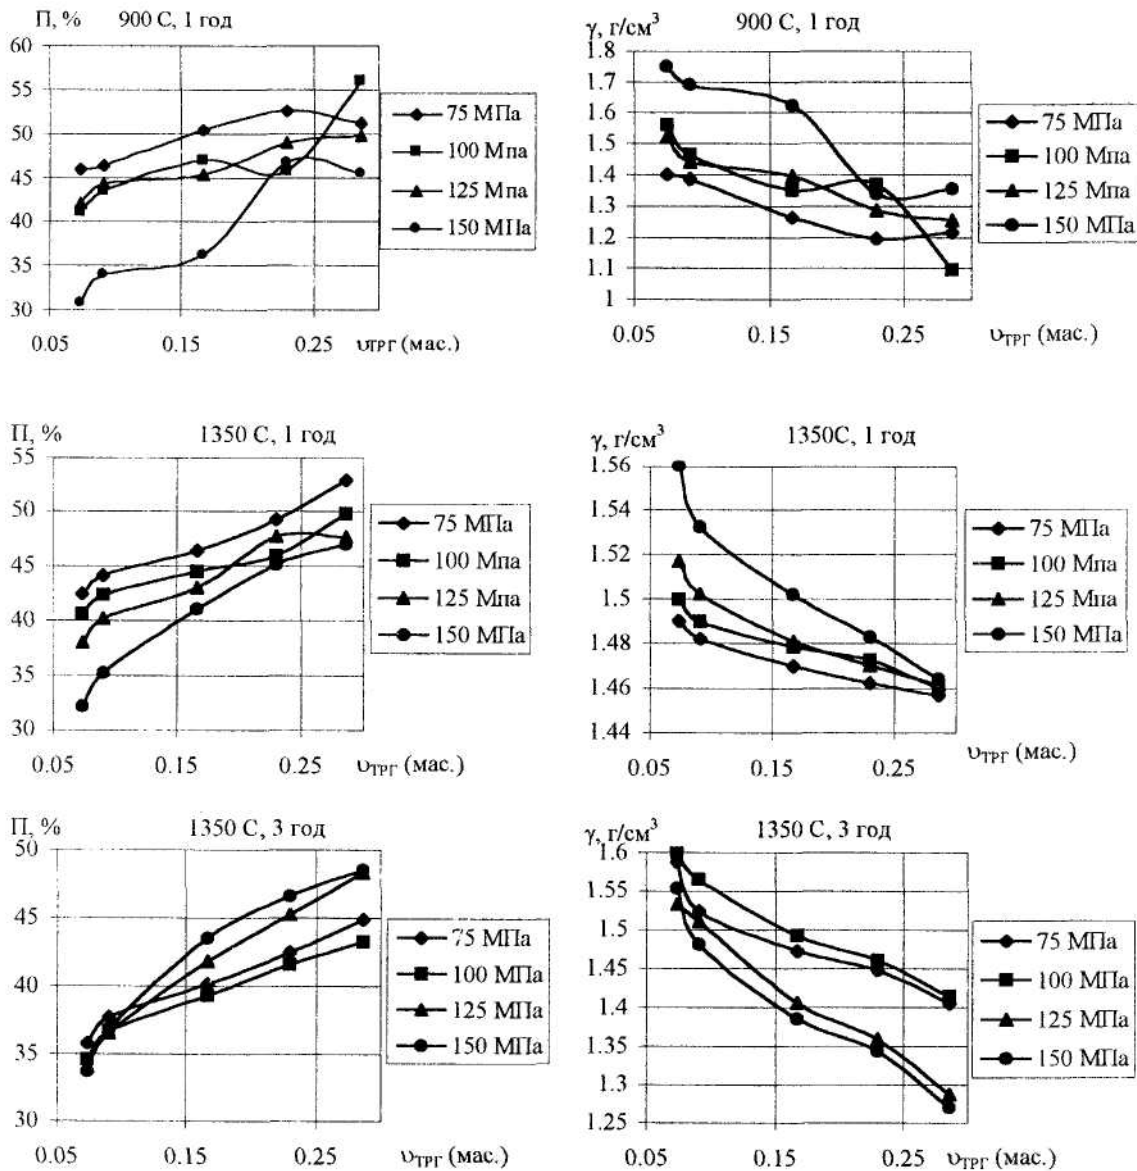 П, %
900 С, 1 год
60
55
50
45
40
35
30
0.05
0.15
0.25
υТРГ (мас.)
75 МПа
100 Мпа
125 Мпа
150 МПа
γ, г/см³
900 С, 1 год
1.8
1.7
1.6
1.5
1.4
1.3
1.2
1.1
1
0.05
0.15
0.25
υТРГ (мас.)
75 МПа
100 Мпа
125 Мпа
150 МПа
П, %
1350 С, 1 год
55
50
45
40
35
30
0.05
0.15
0.25
υТРГ (мас.)
75 МПа
100 Мпа
125 Мпа
150 МПа
γ, г/см³
1350С, 1 год
1.56
1.54
1.52
1.5
1.48
1.46
1.44
0.05
0.15
0.25
υТРГ (мас.)
75 МПа
100 Мпа
125 Мпа
150 МПа
П, %
1350 С, 3 год
50
45
40
35
30
0.05
0.15
0.25
υТРГ (мас.)
75 МПа
100 МПа
125 МПа
150 МПа
γ, г/см³
1350 С, 3 год
1.6
1.55
1.5
1.45
1.4
1.35
1.3
1.25
0.05
0.15
0.25
υТРГ (мас.)
75 МПа
100 МПа
125 МПа
150 МПа